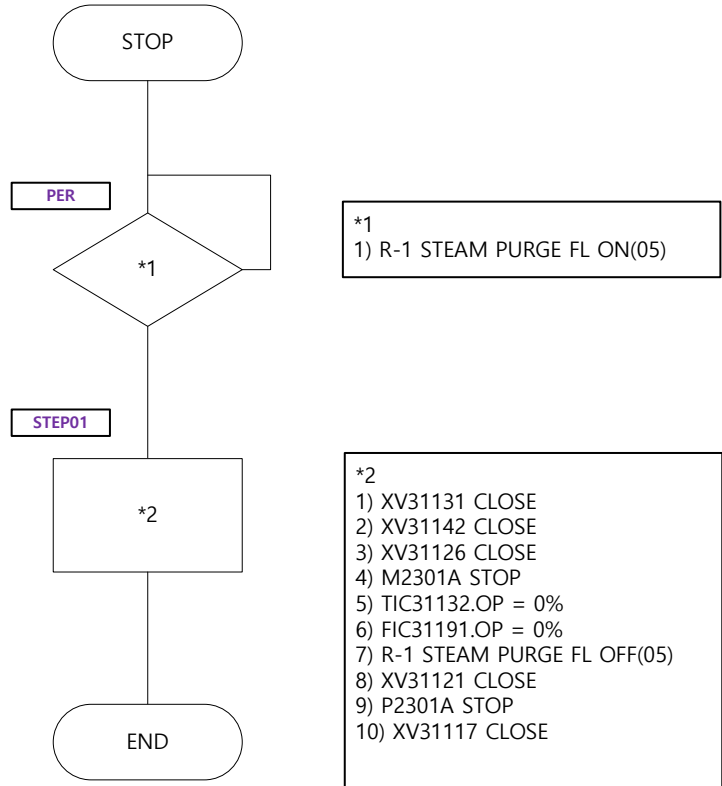 STOP
PER
*1
*1
1) R-1 STEAM PURGE FL ON(05)
STEP01
*2
*2
1) XV31131 CLOSE
2) XV31142 CLOSE
3) XV31126 CLOSE
4) M2301A STOP
5) TIC31132.OP = 0%
6) FIC31191.OP = 0%
7) R-1 STEAM PURGE FL OFF(05)
8) XV31121 CLOSE
9) P2301A STOP
10) XV31117 CLOSE
END